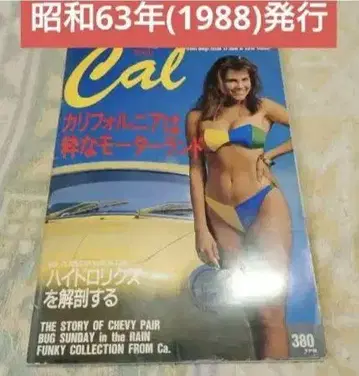 昭和63年(1988)発行
Cal
カリフォルニアは
粋なモーターランド
ハイドロリクス
を解剖する
THE STORY OF CHEVY PAIR
BUG SUNDAY in the RAIN
FUNKY COLLECTION FROM Ca.
380